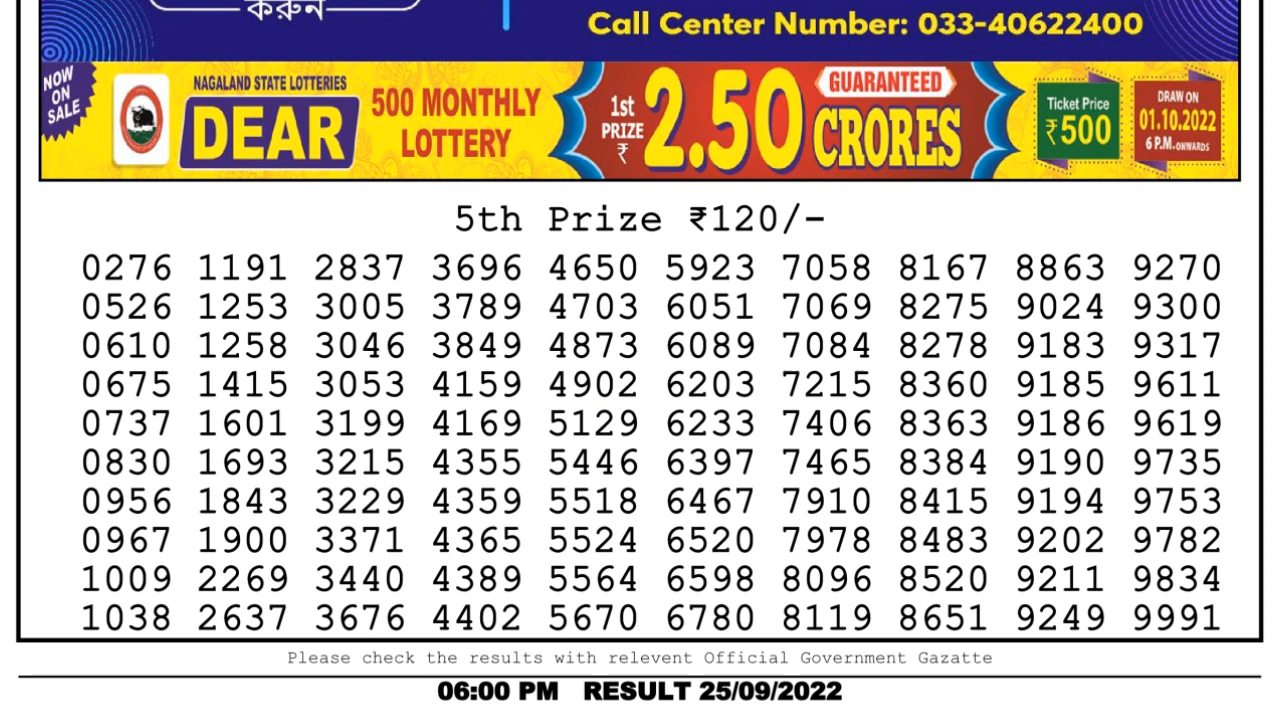 করুন
Call Center Number: 033-40622400
NOW
ON
SALE
NAGALAND STATE LOTTERIES
DEAR
500 MONTHLY
LOTTERY
1st
PRIZE
₹
2.50
GUARANTEED
CRORES
Ticket Price
₹500
DRAW ON
01.10.2022
6 P.M. ONWARDS
5th Prize ₹120/-
0276 1191 2837 3696 4650 5923 7058 8167 8863 9270
0526 1253 3005 3789 4703 6051 7069 8275 9024 9300
0610 1258 3046 3849 4873 6089 7084 8278 9183 9317
0675 1415 3053 4159 4902 6203 7215 8360 9185 9611
0737 1601 3199 4169 5129 6233 7406 8363 9186 9619
0830 1693 3215 4355 5446 6397 7465 8384 9190 9735
0956 1843 3229 4359 5518 6467 7910 8415 9194 9753
0967 1900 3371 4365 5524 6520 7978 8483 9202 9782
1009 2269 3440 4389 5564 6598 8096 8520 9211 9834
1038 2637 3676 4402 5670 6780 8119 8651 9249 9991
Please check the results with relevent Official Government Gazatte
06:00 PM RESULT 25/09/2022